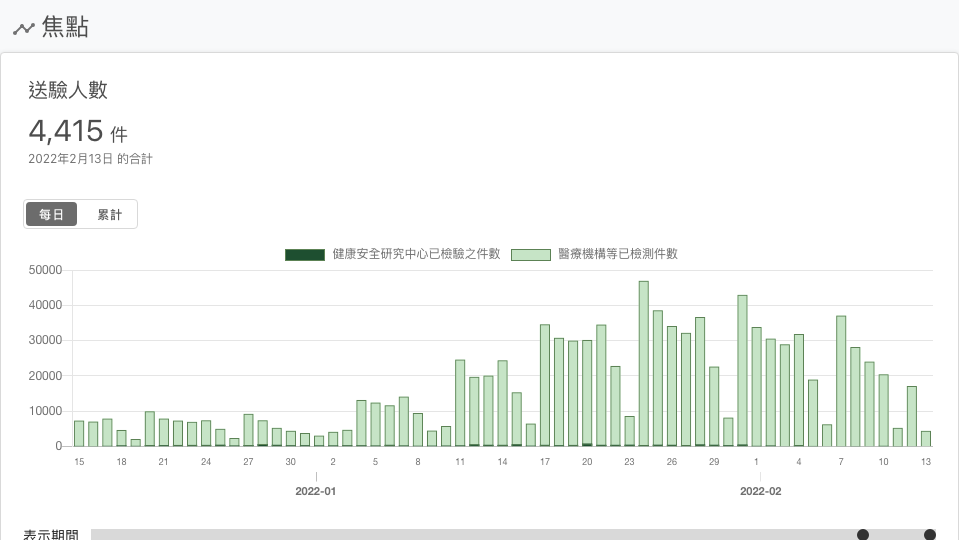 焦點
送驗人數
4,415 件
2022年2月13日 的合計
每日 累計
健康安全研究中心已檢驗之件數 醫療機構等已檢測件數
50000
40000
30000
20000
10000
0
15 18 21 24 27 30 2 5 8 11 14 17 20 23 26 29 1 4 7 10 13
2022-01 2022-02
表示期間